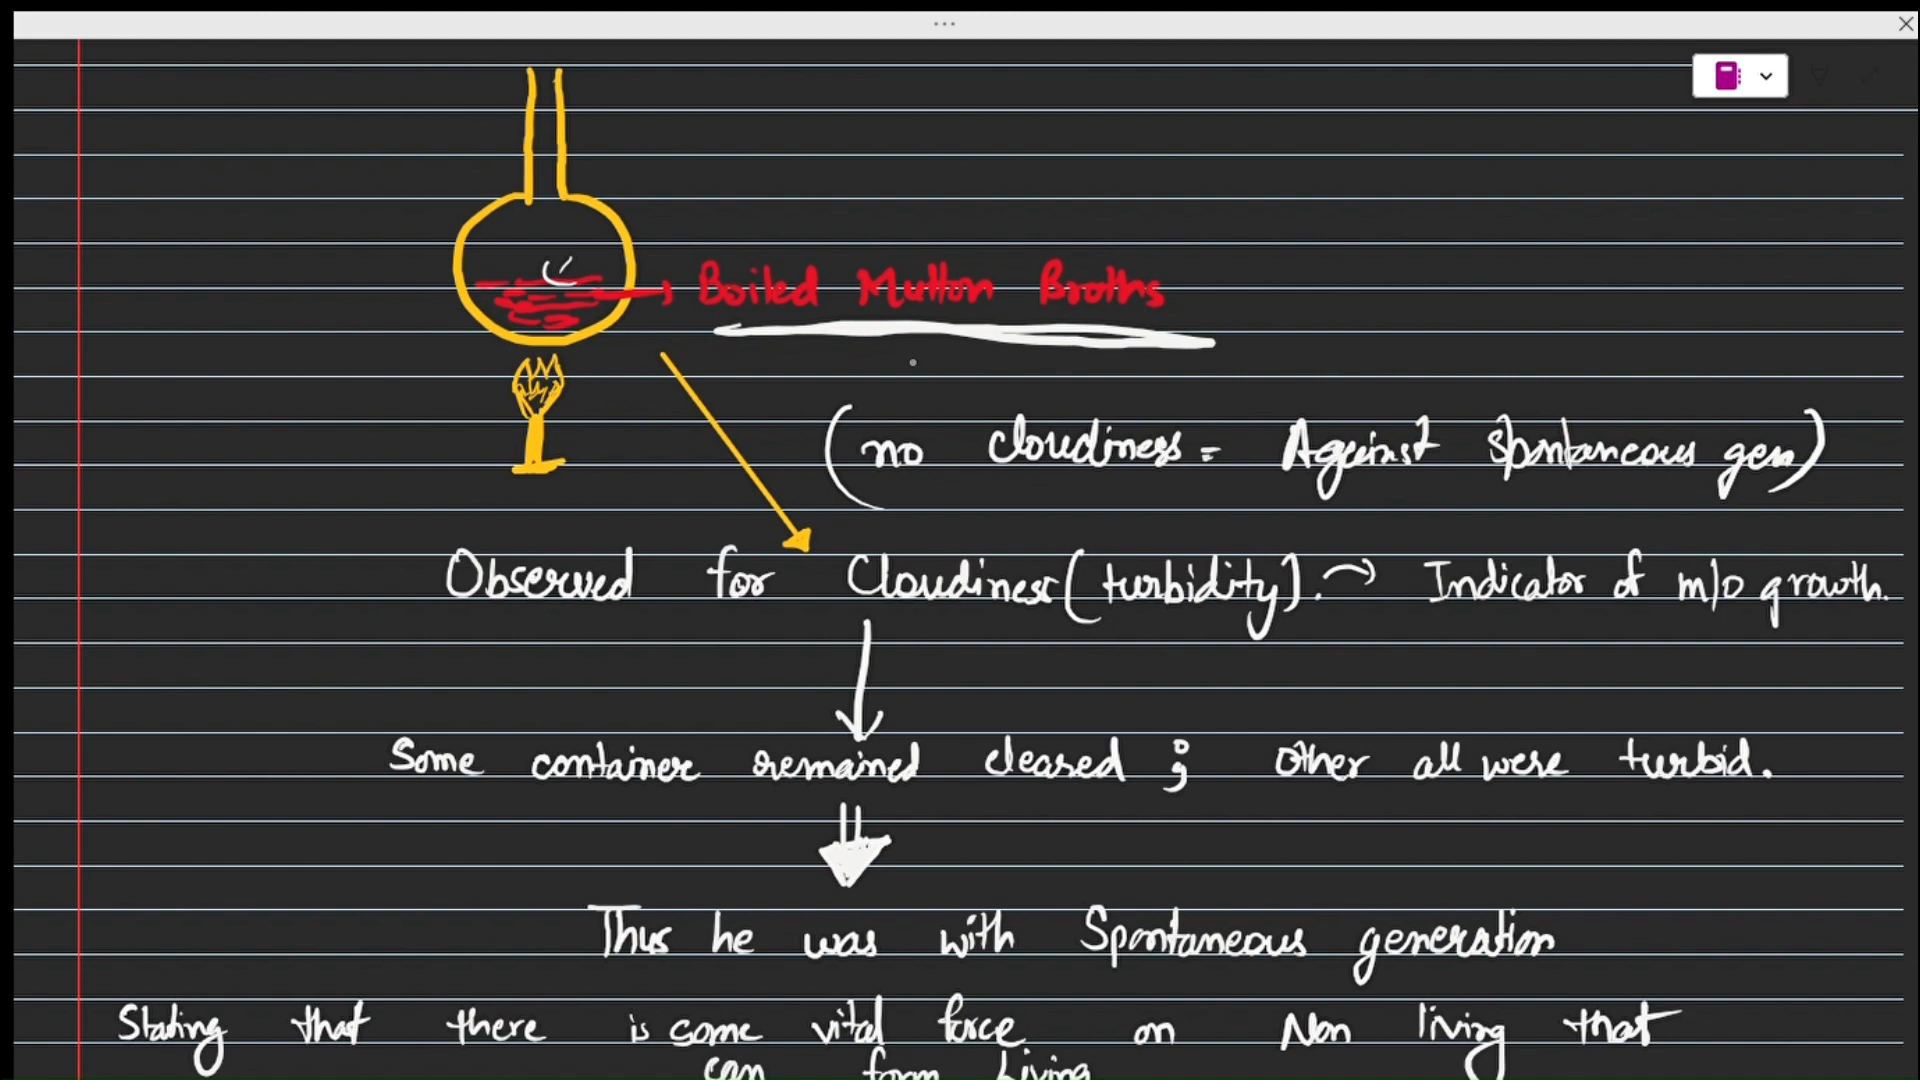 Boiled Mutton Broths
(no cloudiness = Against spontaneous gen)
Observed for Cloudiness (turbidity). → Indicator of m/o growth.
Some container remained cleared ; other all were turbid.
Thus he was with Spontaneous generation
Stating that there is some vital force on Non living that
can form Living